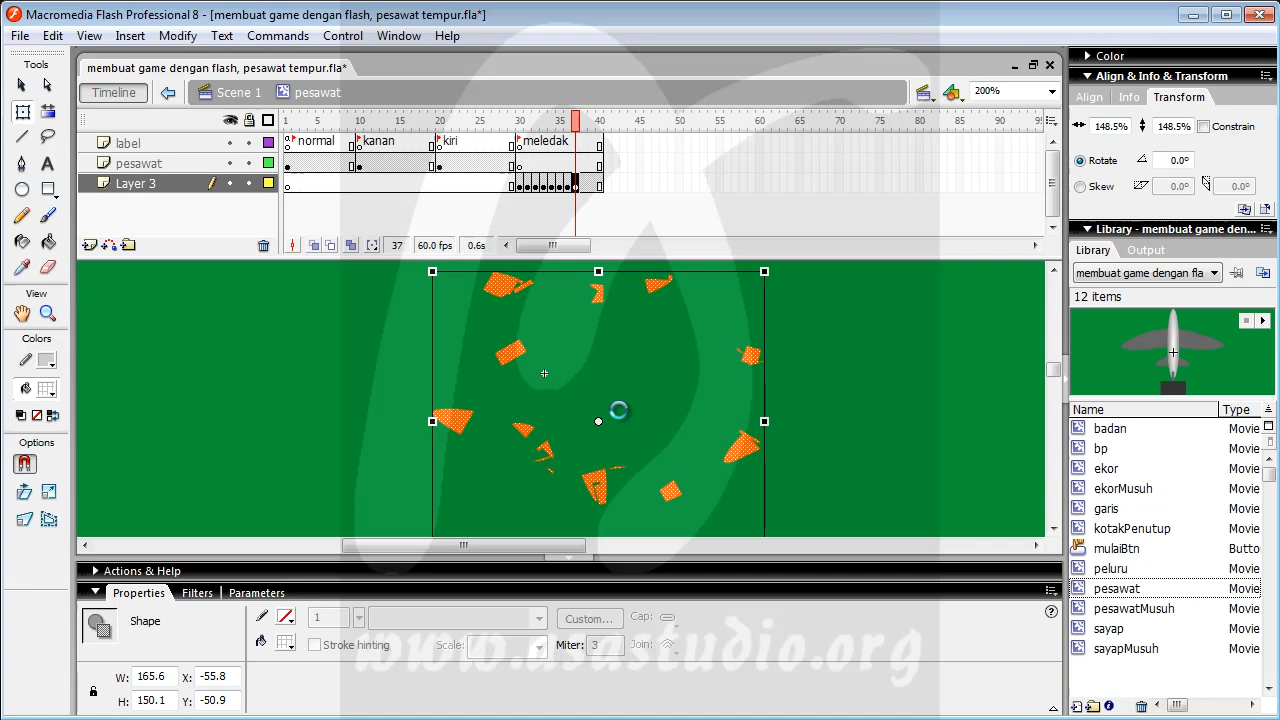 Macromedia Flash Professional 8 - [membuat game dengan flash, pesawat tempur.fla*]
File Edit View Insert Modify Text Commands Control Window Help
Tools
View
Colors
Options
membuat game dengan flash, pesawat tempur.fla*
Timeline Scene 1 pesawat 200%
1 5 10 15 20 25 30 35 40 45 50 55 60 65 70 75 80 85 90 95
label normal kanan kiri meledak
pesawat
Layer 3
37 60.0 fps 0.6s
Color
Align & Info & Transform
Align Info Transform
148.5% 148.5% Constrain
Rotate 0.0°
Skew 0.0° 0.0°
Library - membuat game den...
Library Output
membuat game dengan fla
12 items
Name Type
badan Movie
bp Movie
ekor Movie
ekorMusuh Movie
garis Movie
kotakPenutup Movie
mulaiBtn Butto
peluru Movie
pesawat Movie
pesawatMusuh Movie
sayap Movie
sayapMusuh Movie
Actions & Help
Properties Filters Parameters
Shape 1 Custom... Cap:
Stroke hinting Scale: Miter: 3 Join:
W: 165.6 X: -55.8
H: 150.1 Y: -50.9
www.asastudio.org